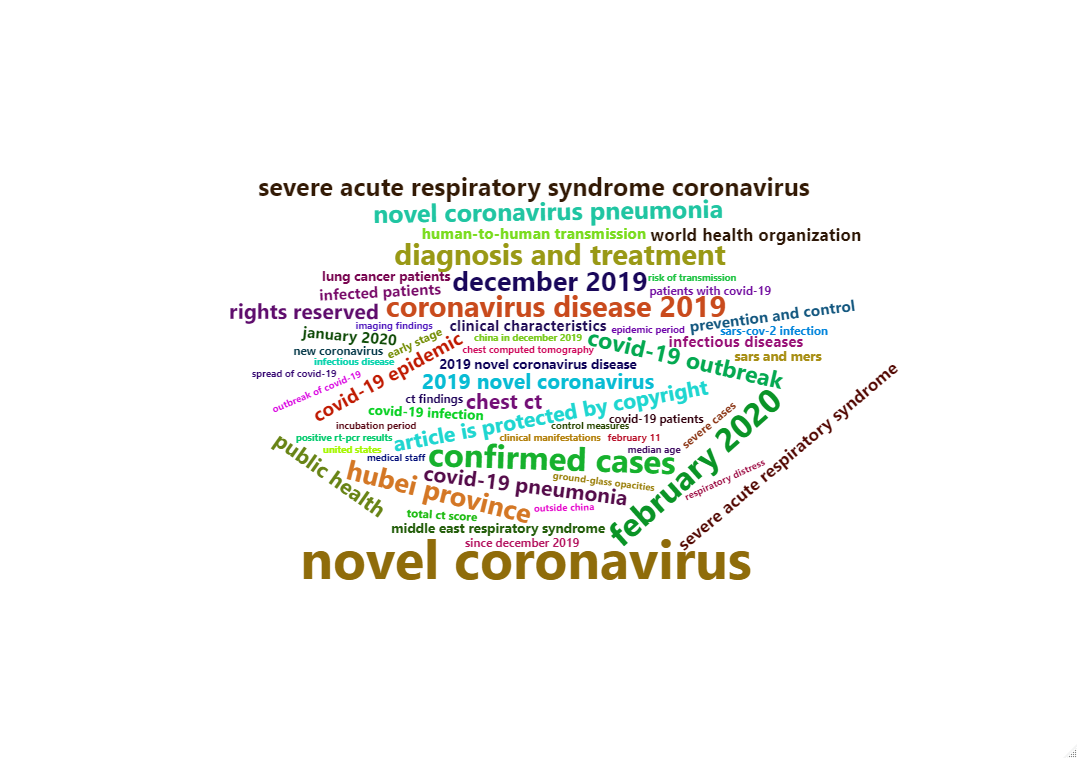 severe acute respiratory syndrome coronavirus
novel coronavirus pneumonia
human-to-human transmission
world health organization
diagnosis and treatment
lung cancer patients
december 2019
risk of transmission
infected patients
patients with covid-19
rights reserved
coronavirus disease 2019
prevention and control
imaging findings
clinical characteristics
epidemic period
sars-cov-2 infection
january 2020
early stage
china in december 2019
covid-19 outbreak
infectious diseases
new coronavirus
covid-19 epidemic
chest computed tomography
sars and mers
infectious disease
2019 novel coronavirus disease
spread of covid-19
outbreak of covid-19
2019 novel coronavirus
ct findings
chest ct
article is protected by copyright
covid-19 infection
covid-19 patients
severe cases
february 2020
severe acute respiratory syndrome
incubation period
control measures
positive rt-pcr results
clinical manifestations
february 11
public health
united states
medical staff
confirmed cases
median age
hubei province
covid-19 pneumonia
ground-glass opacities
respiratory distress
total ct score
outside china
middle east respiratory syndrome
since december 2019
novel coronavirus